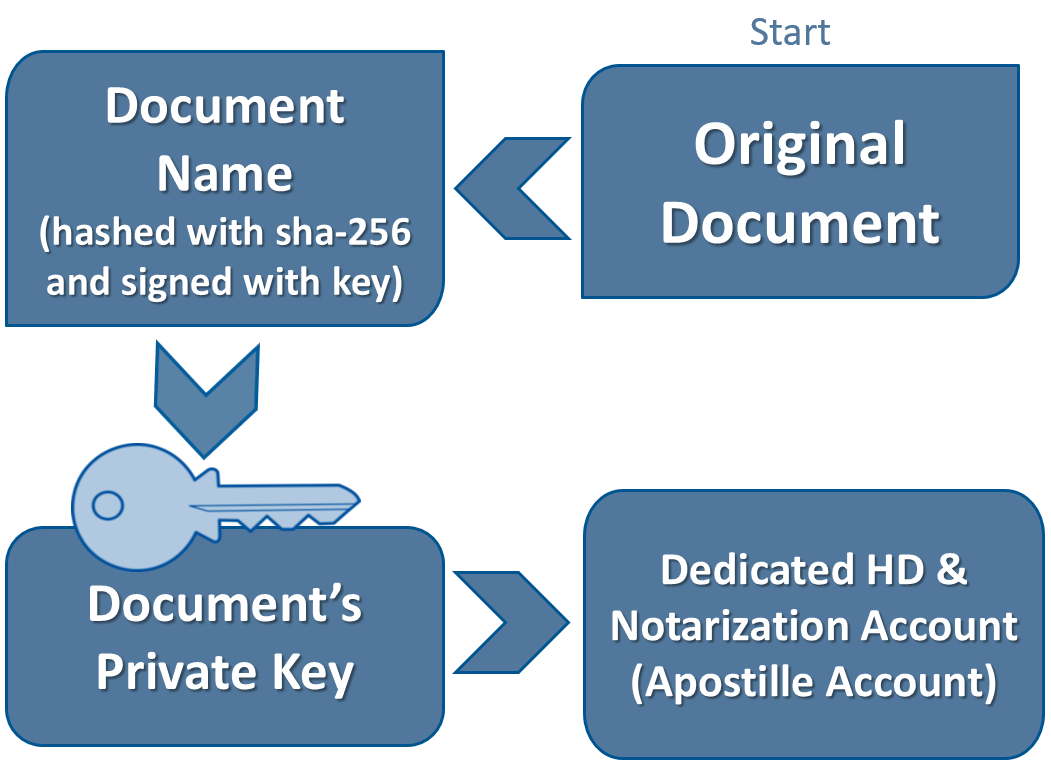 Start
Original
Document
Document
Name
(hashed with sha-256
and signed with key)
Document’s
Private Key
Dedicated HD &
Notarization Account
(Apostille Account)